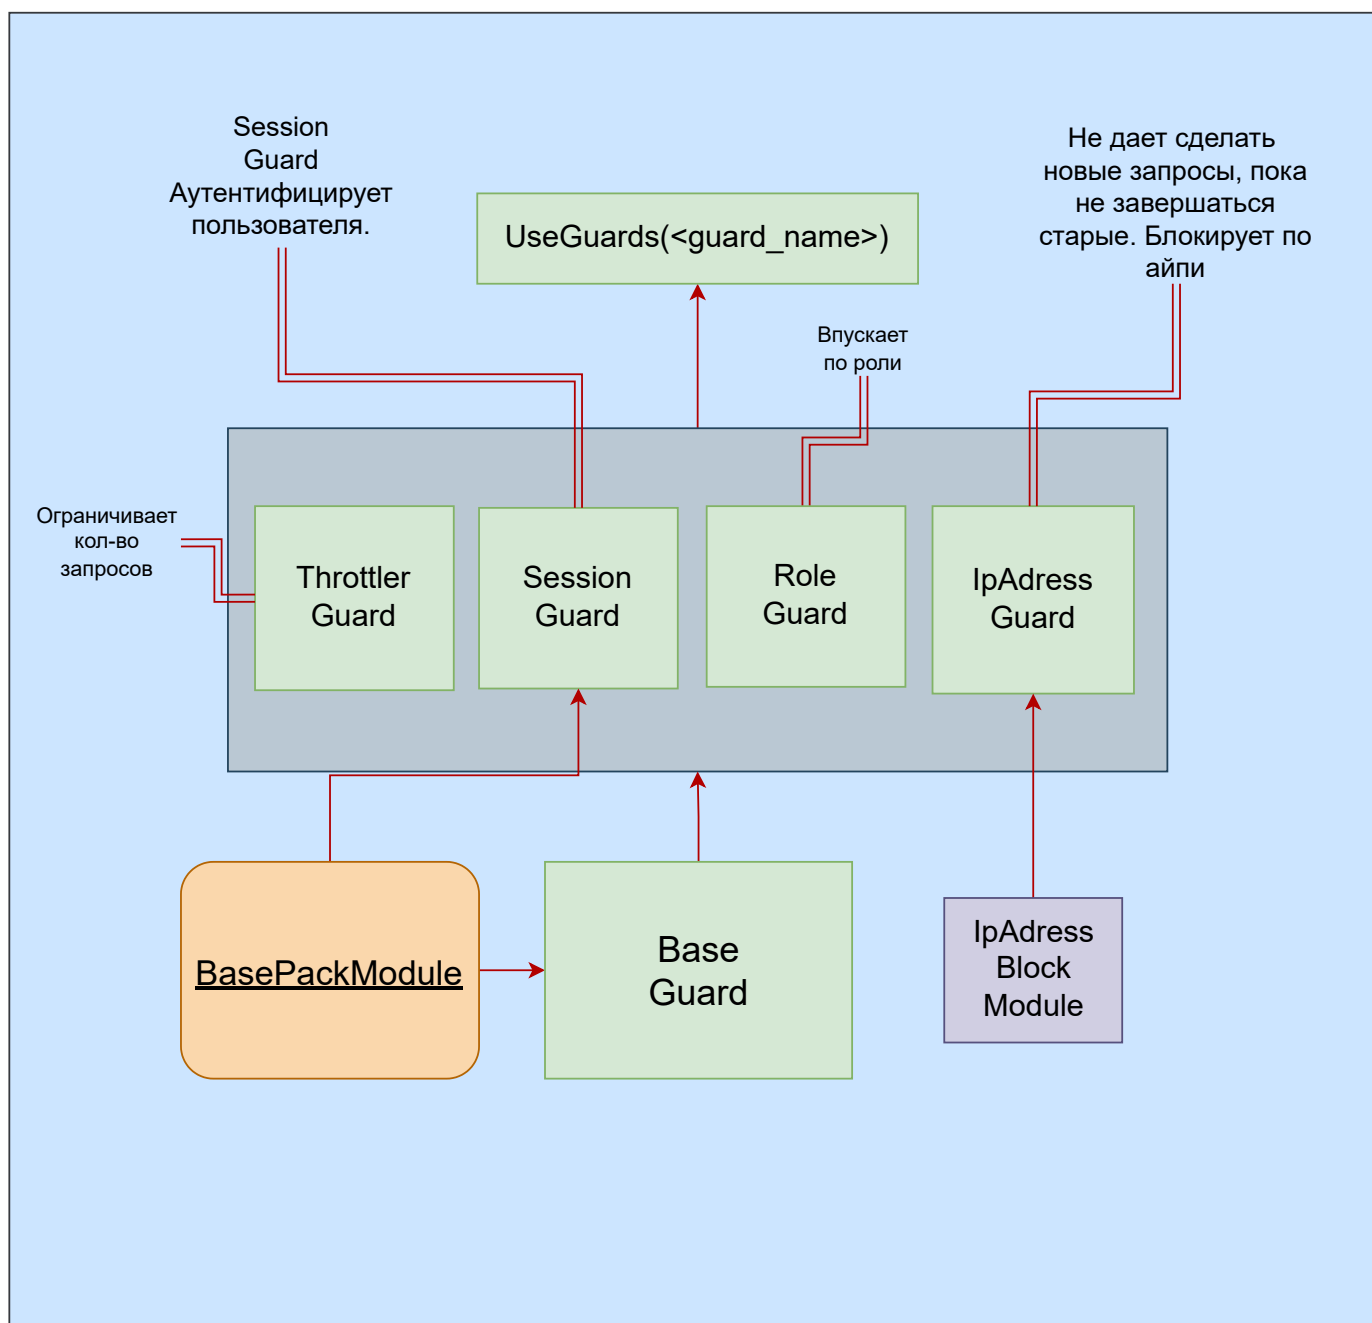 Session
Guard
Аутентифицирует
пользователя.
UseGuards(<guard_name>)
Не дает сделать
новые запросы, пока
не завершаться
старые. Блокирует по
айпи
Впускает
по роли
Ограничивает
кол-во
запросов
Throttler
Guard
Session
Guard
Role
Guard
IpAdress
Guard
BasePackModule
Base
Guard
IpAdress
Block
Module